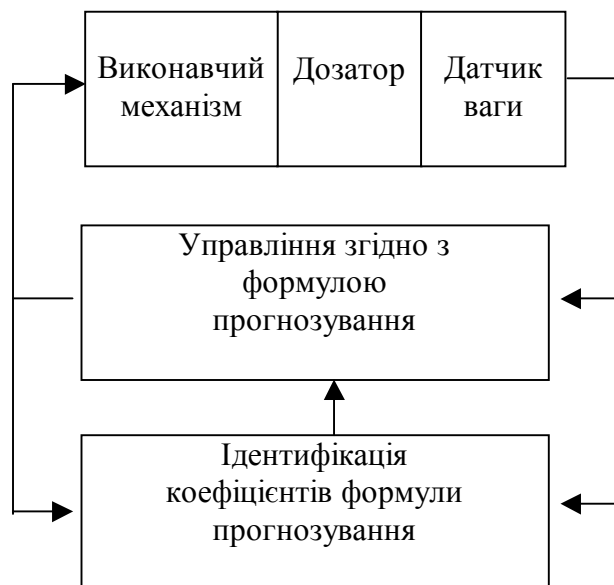 Виконавчий
механізм
Дозатор
Датчик
ваги
Управління згідно з
формулою
прогнозування
Ідентифікація
коефіцієнтів формули
прогнозування